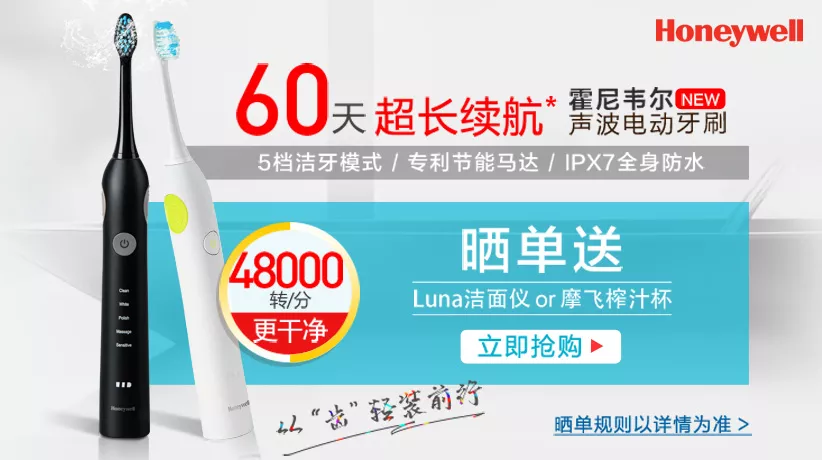 Honeywell
60天 超长续航* 霍尼韦尔 NEW
声波电动牙刷
5档洁牙模式 / 专利节能马达 / IPX7全身防水
48000
转/分
更干净
晒单送
Luna洁面仪 or 摩飞榨汁杯
立即抢购
从“齿”轻装前行
晒单规则以详情为准 >
Clean
White
Polish
Massage
Sensitive
Honeywell
Honeywell